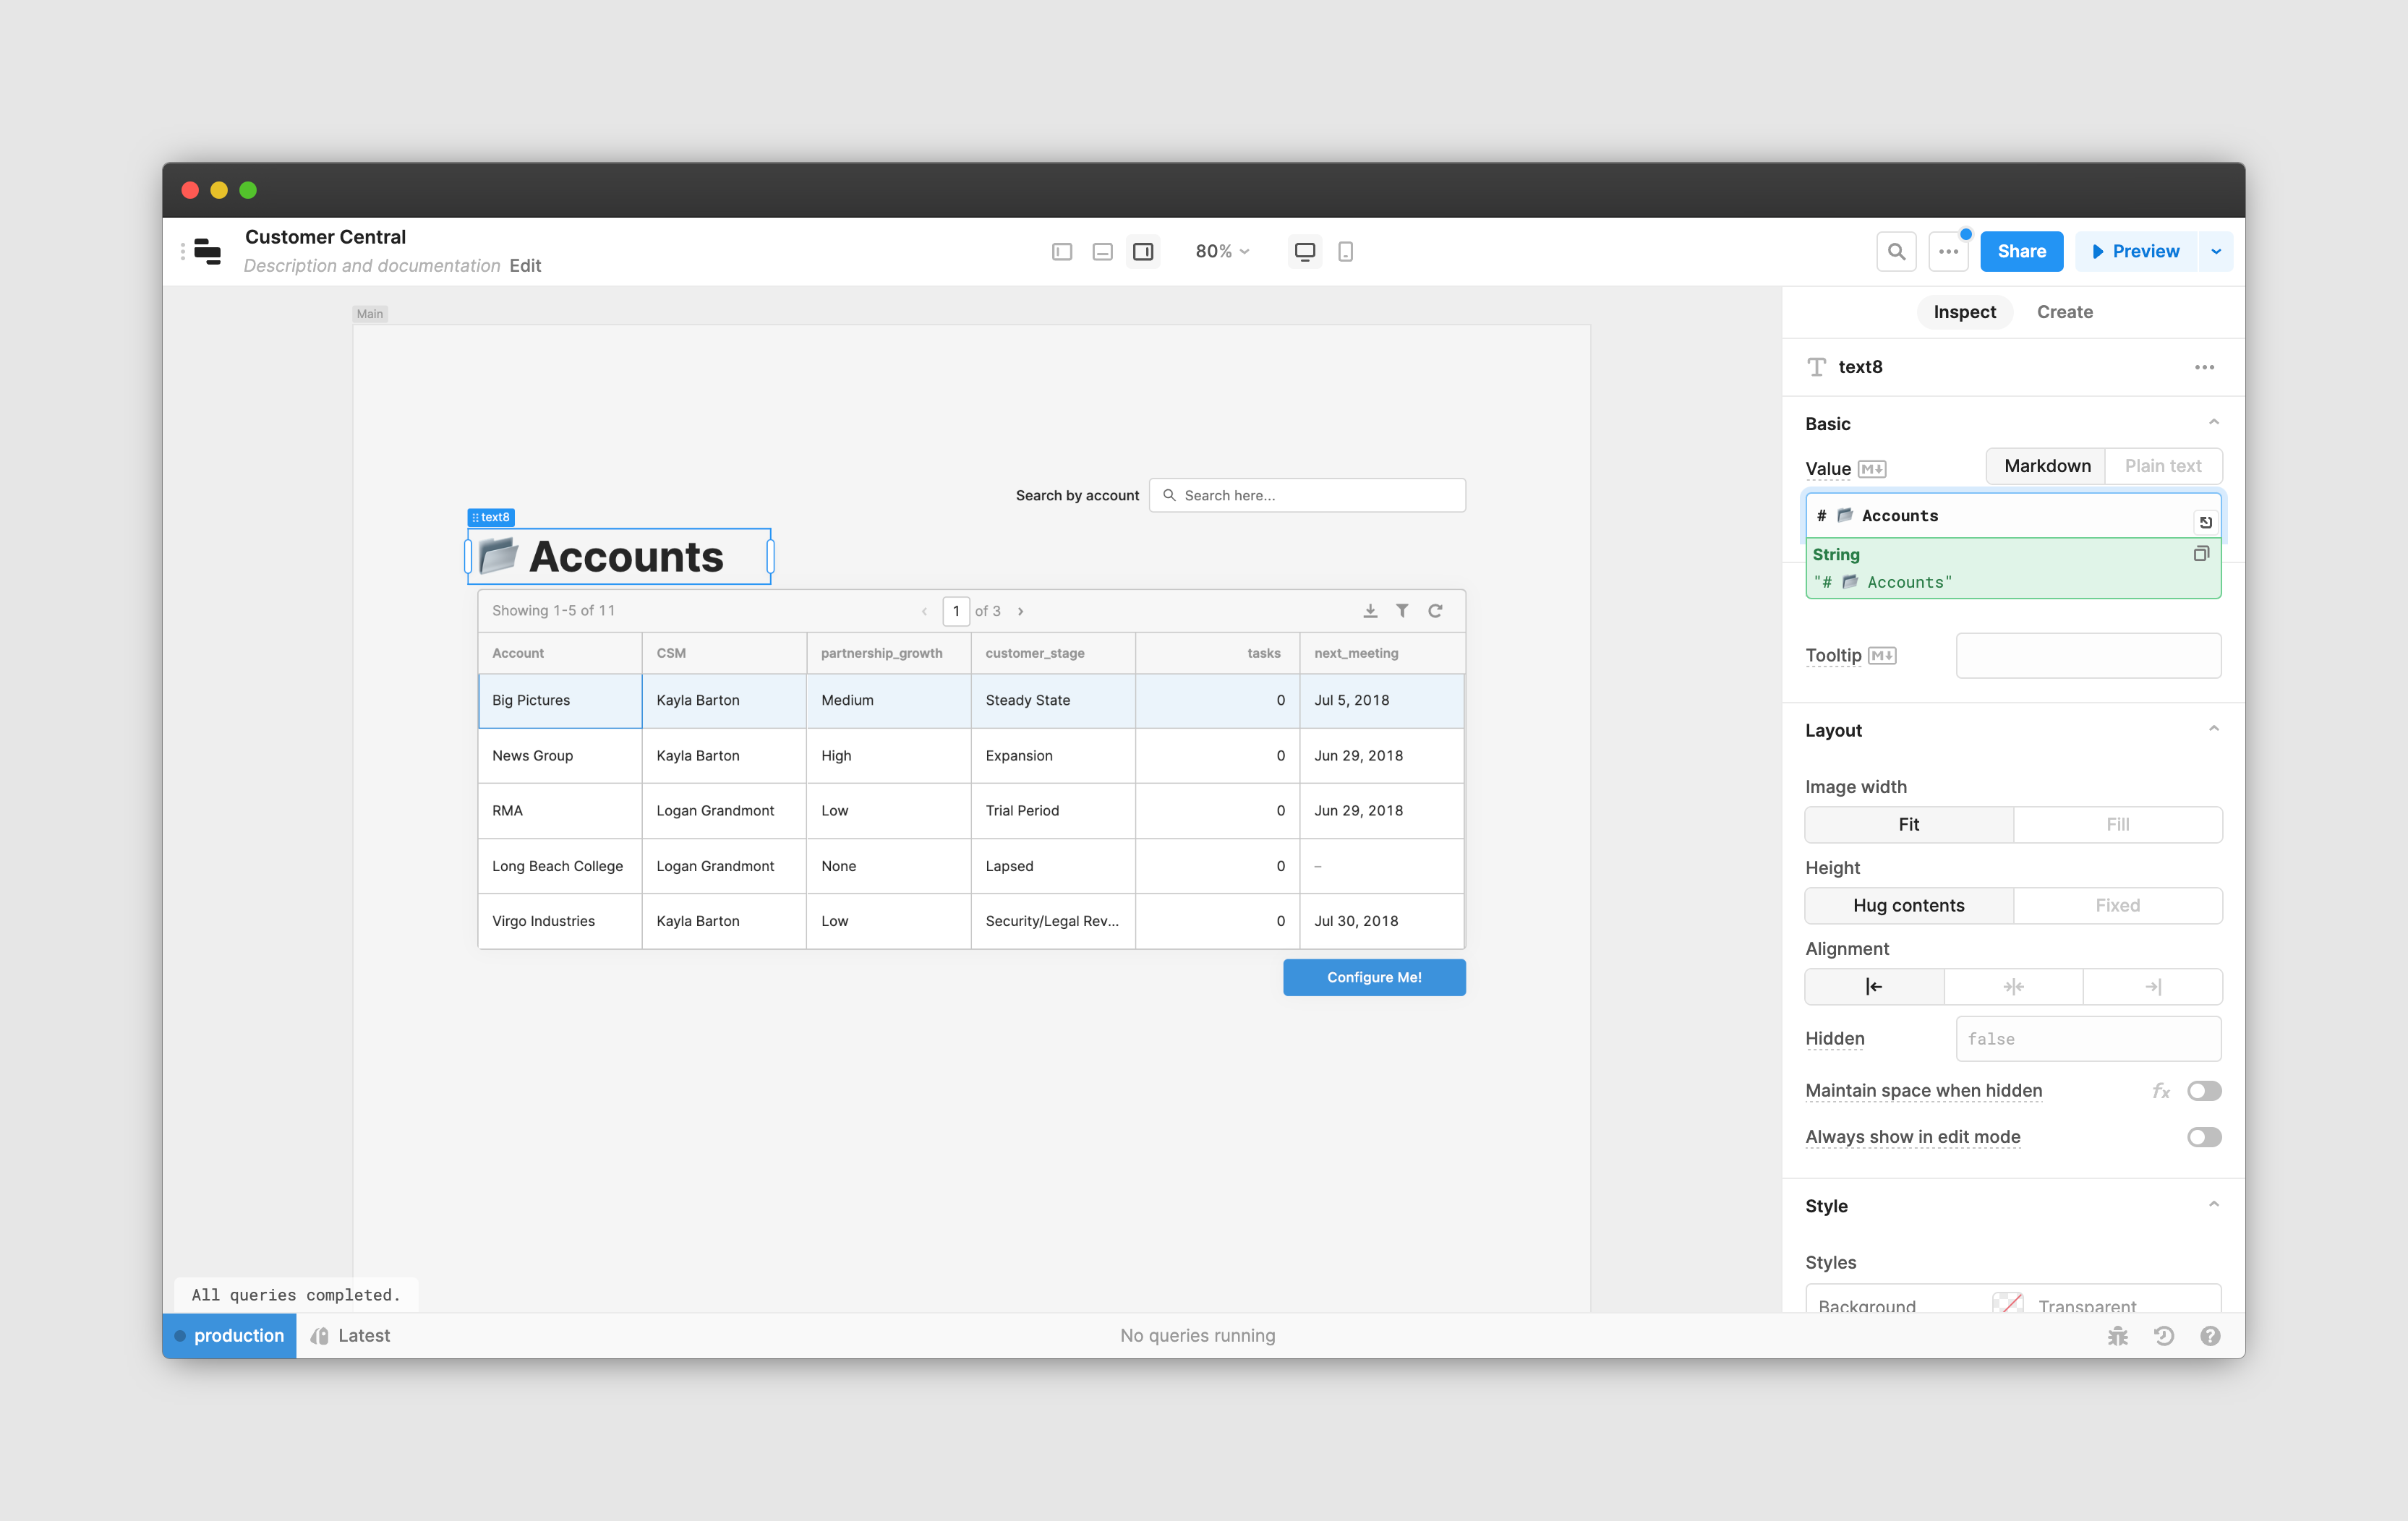 Customer Central
Description and documentation Edit
80%
Share
Preview
Main
Inspect Create
text8
Basic
Value
Markdown Plain text
# 📂 Accounts
String
"# 📂 Accounts"
Tooltip
Search by account
Search here...
text8
📂 Accounts
Showing 1-5 of 11
1 of 3
Account CSM partnership_growth customer_stage tasks next_meeting
Big Pictures Kayla Barton Medium Steady State 0 Jul 5, 2018
News Group Kayla Barton High Expansion 0 Jun 29, 2018
RMA Logan Grandmont Low Trial Period 0 Jun 29, 2018
Long Beach College Logan Grandmont None Lapsed 0 –
Virgo Industries Kayla Barton Low Security/Legal Rev... 0 Jul 30, 2018
Configure Me!
Layout
Image width
Fit Fill
Height
Hug contents Fixed
Alignment
Hidden
false
Maintain space when hidden
fx
Always show in edit mode
Style
Styles
Background Transparent
All queries completed.
production Latest
No queries running